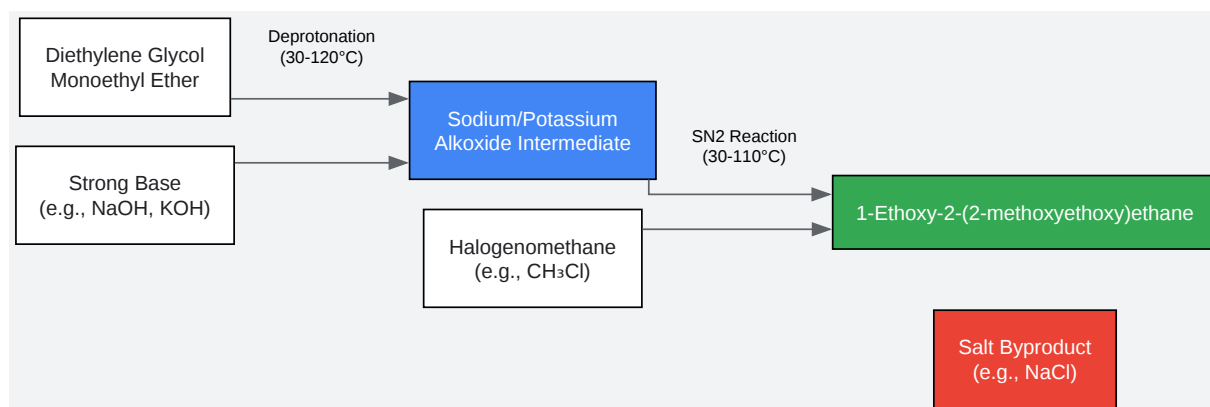 Diethylene Glycol
Monoethyl Ether
Deprotonation
(30-120°C)
Strong Base
(e.g., NaOH, KOH)
Sodium/Potassium
Alkoxide Intermediate
SN2 Reaction
(30-110°C)
Halogenomethane
(e.g., CH₃Cl)
1-Ethoxy-2-(2-methoxyethoxy)ethane
Salt Byproduct
(e.g., NaCl)